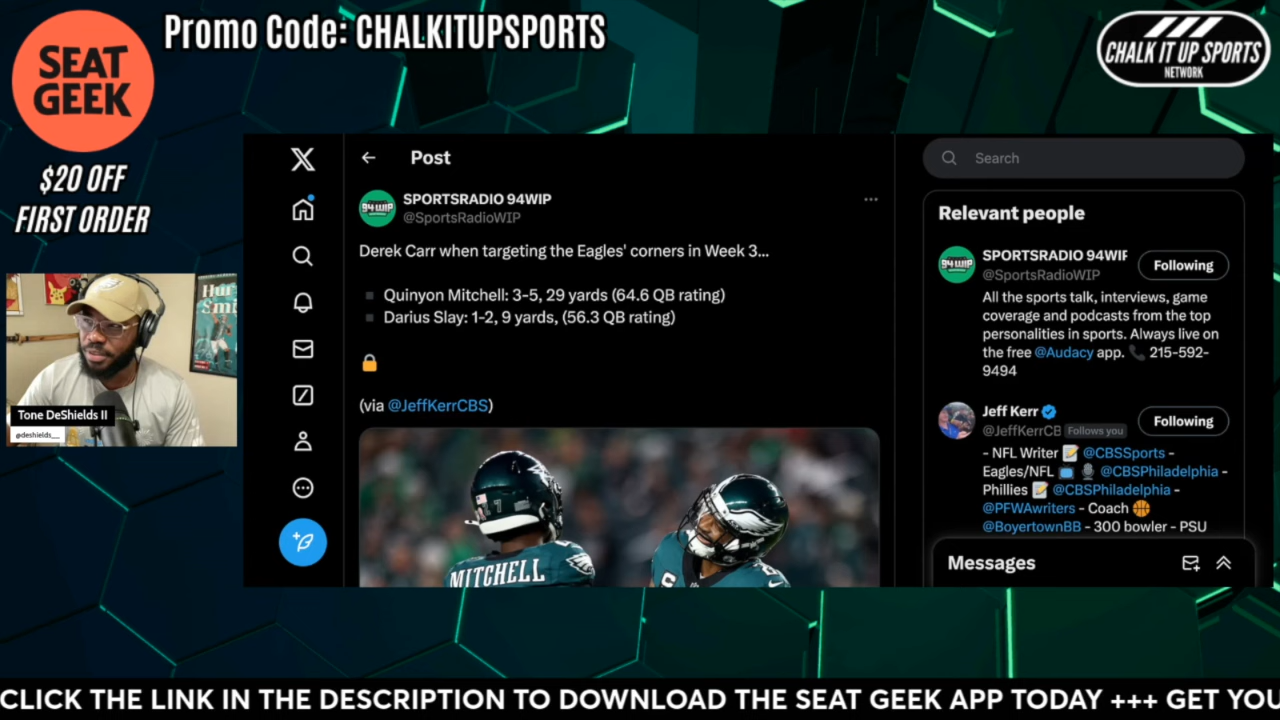 Promo Code: CHALKITUPSPORTS
SEAT
GEEK
$20 OFF
FIRST ORDER
CHALK IT UP SPORTS
NETWORK
Post
Search
SPORTSRADIO 94WIP
@SportsRadioWIP
94 WIP
Derek Carr when targeting the Eagles' corners in Week 3...
Quinyon Mitchell: 3-5, 29 yards (64.6 QB rating)
Darius Slay: 1-2, 9 yards, (56.3 QB rating)
(via @JeffKerrCBS)
MITCHELL
Relevant people
94 WIP
SPORTSRADIO 94WIF
@SportsRadioWIP
Following
All the sports talk, interviews, game
coverage and podcasts from the top
personalities in sports. Always live on
the free @Audacy app. 📞 215-592-
9494
Jeff Kerr
@JeffKerrCB Follows you
Following
- NFL Writer 📝 @CBSSports -
Eagles/NFL 📺 🎙 @CBSPhiladelphia -
Phillies 📝 @CBSPhiladelphia -
@PFWAwriters - Coach 🏀
@BoyertownBB - 300 bowler - PSU
Messages
Tone DeShields II
@deshields__
CLICK THE LINK IN THE DESCRIPTION TO DOWNLOAD THE SEAT GEEK APP TODAY +++ GET YOU